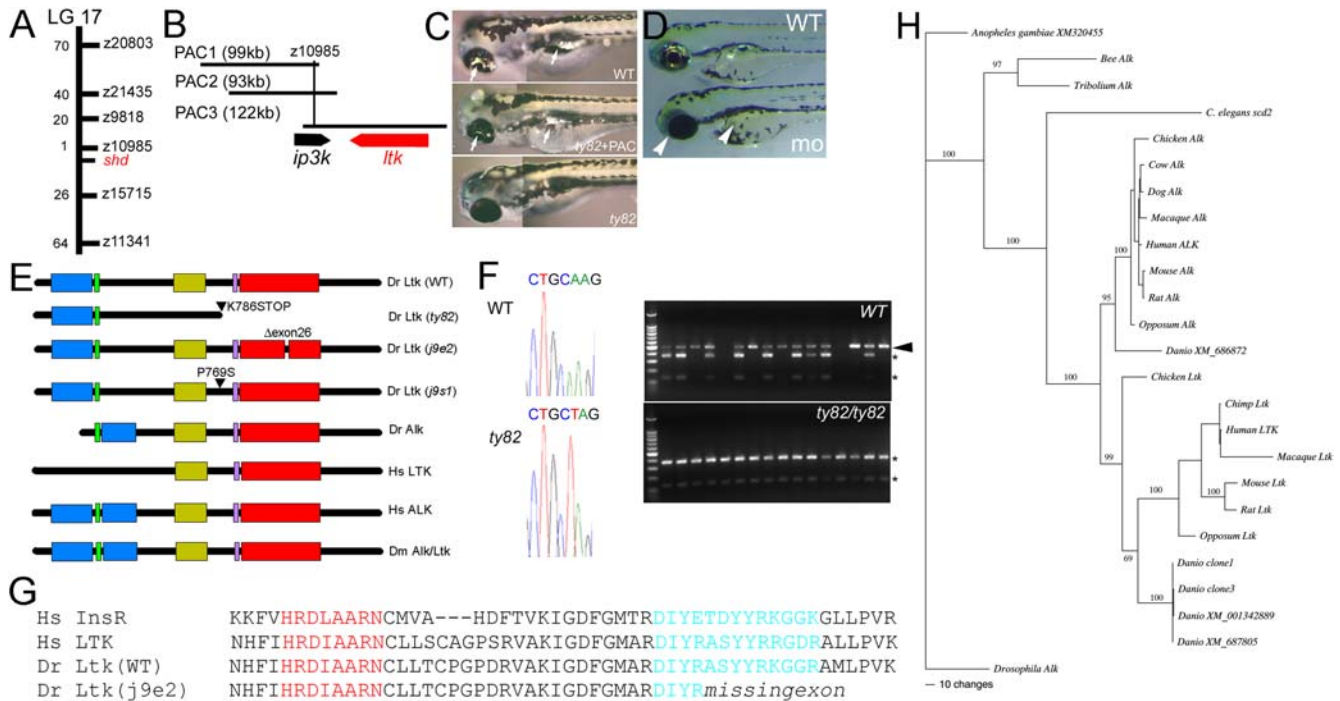 A
LG 17
70
z20803
40
z21435
20
z9818
1
z10985
shd
26
z15715
64
z11341
B
z10985
PAC1 (99kb)
PAC2 (93kb)
PAC3 (122kb)
ip3k
ltk
C
WT
ty82+PAC
ty82
D
WT
mo
E
Dr Ltk (WT)
K786STOP
Dr Ltk (ty82)
Δexon26
Dr Ltk (j9e2)
P769S
Dr Ltk (j9s1)
Dr Alk
Hs LTK
Hs ALK
Dm Alk/Ltk
F
CTGCAAG
WT
CTGCTAG
ty82
WT
*
*
ty82/ty82
*
*
G
Hs InsR KKFVHRDLAARNCMVA---HDFTVKIGDFGMTRDIYETDYYRKGGKGLLPVR
Hs LTK NHFIHRDIAARNCLLSCAGPSRVAKIGDFGMARDIYRASYYRRGDRALLPVK
Dr Ltk(WT) NHFIHRDIAARNCLLTCPGPDRVAKIGDFGMARDIYRASYYRKGGRAMLPVK
Dr Ltk(j9e2) NHFIHRDIAARNCLLTCPGPDRVAKIGDFGMARDIYRmissingexon
H
Anopheles gambiae XM320455
97
Bee Alk
Tribolium Alk
C. elegans scd2
100
Chicken Alk
Cow Alk
Dog Alk
Macaque Alk
100
100
Human ALK
Mouse Alk
Rat Alk
95
Opposum Alk
Danio XM_686872
100
Chicken Ltk
Chimp Ltk
Human LTK
99
Macaque Ltk
Mouse Ltk
100
100
Rat Ltk
Opposum Ltk
69
Danio clone1
Danio clone3
100
Danio XM_001342889
Danio XM_687805
Drosophila Alk
10 changes